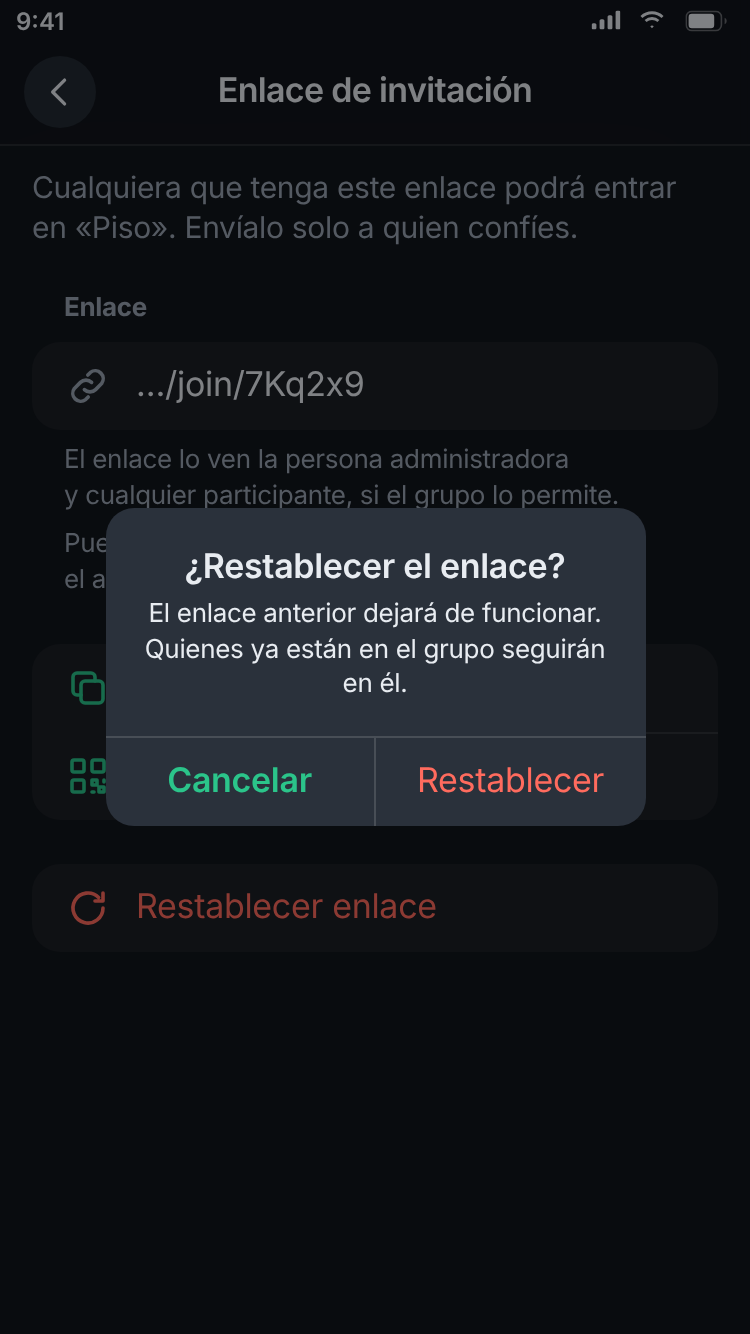 9:41
Enlace de invitación
Cualquiera que tenga este enlace podrá entrar
en «Piso». Envíalo solo a quien confíes.
Enlace
.../join/7Kq2x9
El enlace lo ven la persona administradora
y cualquier participante, si el grupo lo permite.
el
¿Restablecer el enlace?
El enlace anterior dejará de funcionar.
Quienes ya están en el grupo seguirán
en él.
Cancelar
Restablecer
Restablecer enlace